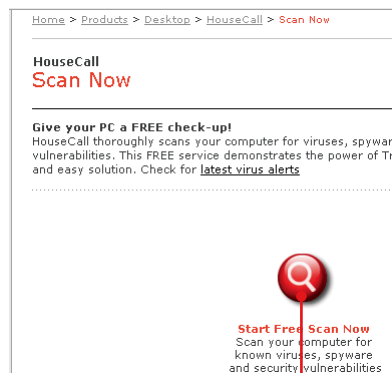 Home > Products > Desktop > HouseCall > Scan Now
HouseCall
Scan Now
Give your PC a FREE check-up!
HouseCall thoroughly scans your computer for viruses, spywar
vulnerabilities. This FREE service demonstrates the power of Tr
and easy solution. Check for latest virus alerts
Start Free Scan Now
Scan your computer for
known viruses, spyware
and security vulnerabilities